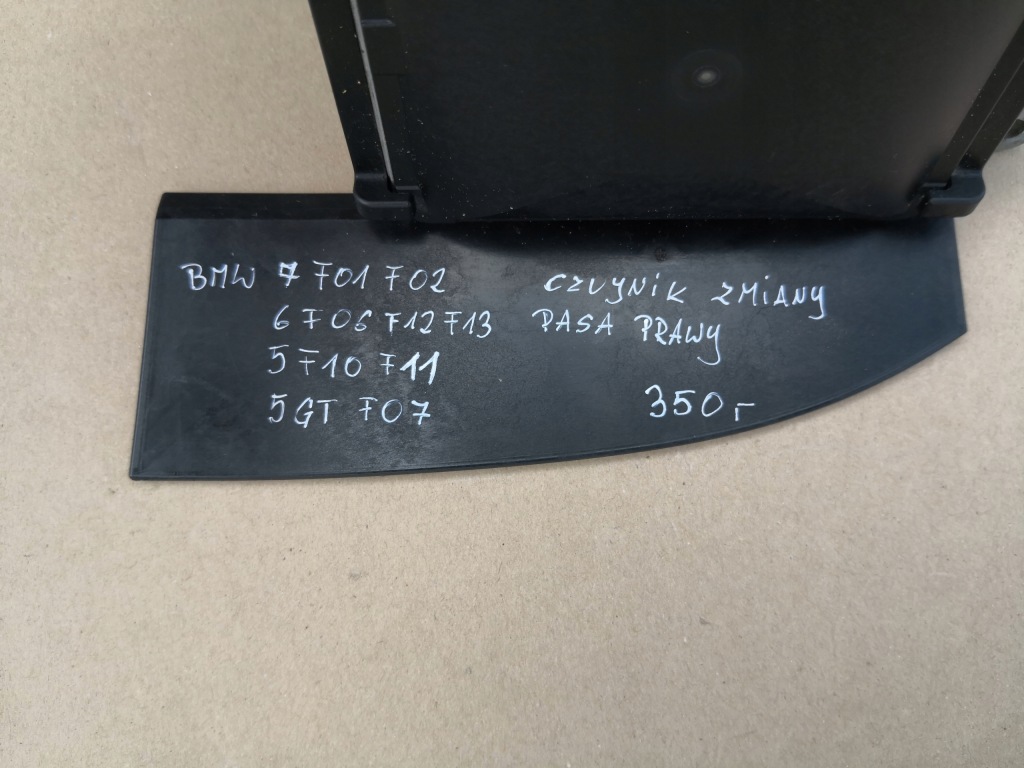 BMW 7 F01 F02
6 F06 F12 F13
5 F10 F11
5GT F07
CZUJNIK ZMIANY
PASA PRAWY
350,-